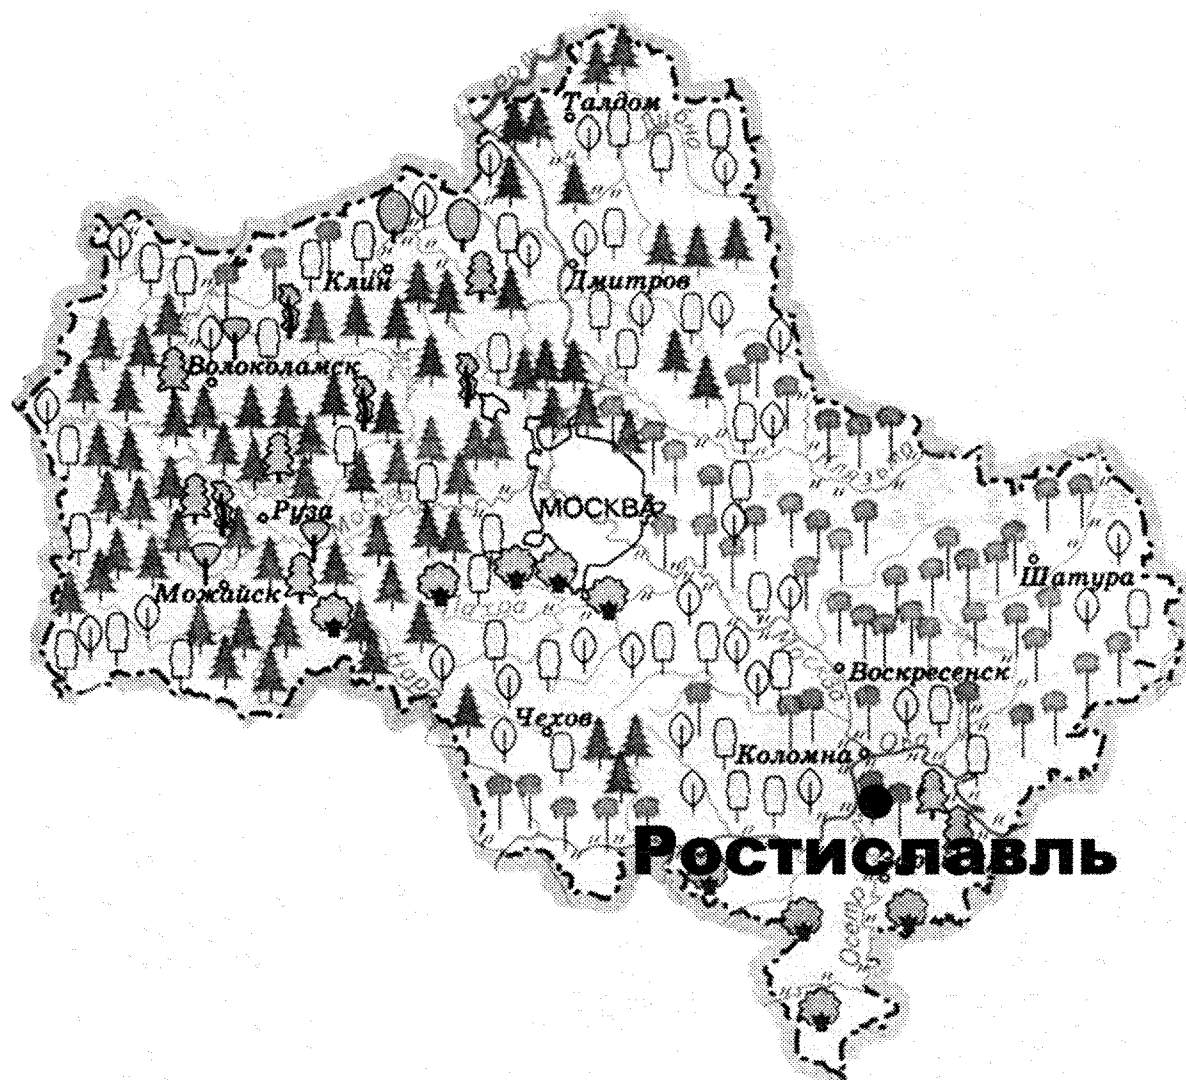 Талдом
Клин
Дмитров
Волоколамск
МОСКВА
Руза
Шатура
Можайск
Воскресенск
Чехов
Коломна
Ока
Ростиславль
Осетр